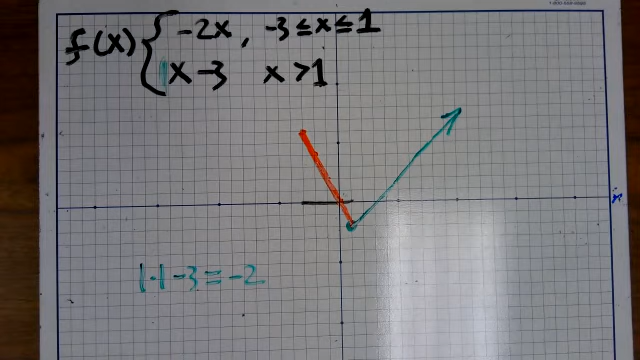 f(x) { -2x, -3 ≤ x ≤ 1
1x -3 x > 1
1·1 -3 = -2